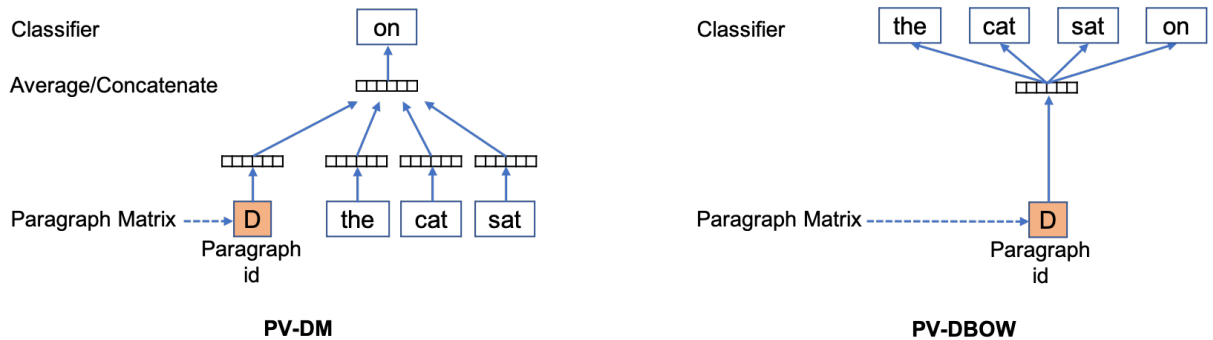 Classifier
on
Average/Concatenate
Paragraph Matrix
D
the
cat
sat
Paragraph
id
PV-DM
Classifier
the
cat
sat
on
Paragraph Matrix
D
Paragraph
id
PV-DBOW